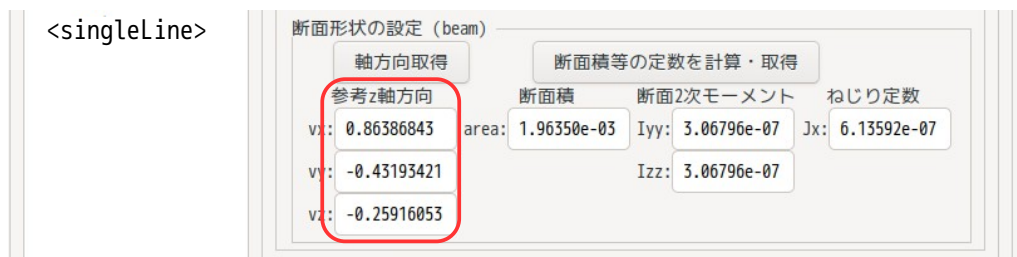 <singleLine>
断面形状の設定 (beam)
軸方向取得 断面積等の定数を計算・取得
参考z軸方向 断面積 断面2次モーメント ねじり定数
vx: 0.86386843 area: 1.96350e-03 Iyy: 3.06796e-07 Jx: 6.13592e-07
vy: -0.43193421 Izz: 3.06796e-07
vz: -0.25916053